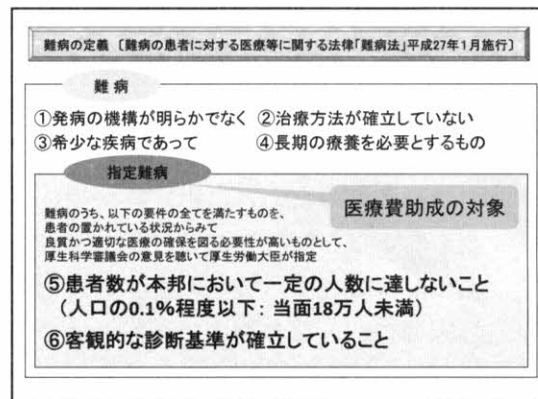 難病の定義〔難病の患者に対する医療等に関する法律「難病法」平成27年1月施行〕
難 病
①発病の機構が明らかでなく ②治療方法が確立していない
③希少な疾病であって ④長期の療養を必要とするもの
指定難病
医療費助成の対象
難病のうち、以下の要件の全てを満たすものを、
患者の置かれている状況からみて
良質かつ適切な医療の確保を図る必要性が高いものとして、
厚生科学審議会の意見を聴いて厚生労働大臣が指定
⑤患者数が本邦において一定の人数に達しないこと
（人口の0.1%程度以下：当面18万人未満）
⑥客観的な診断基準が確立していること